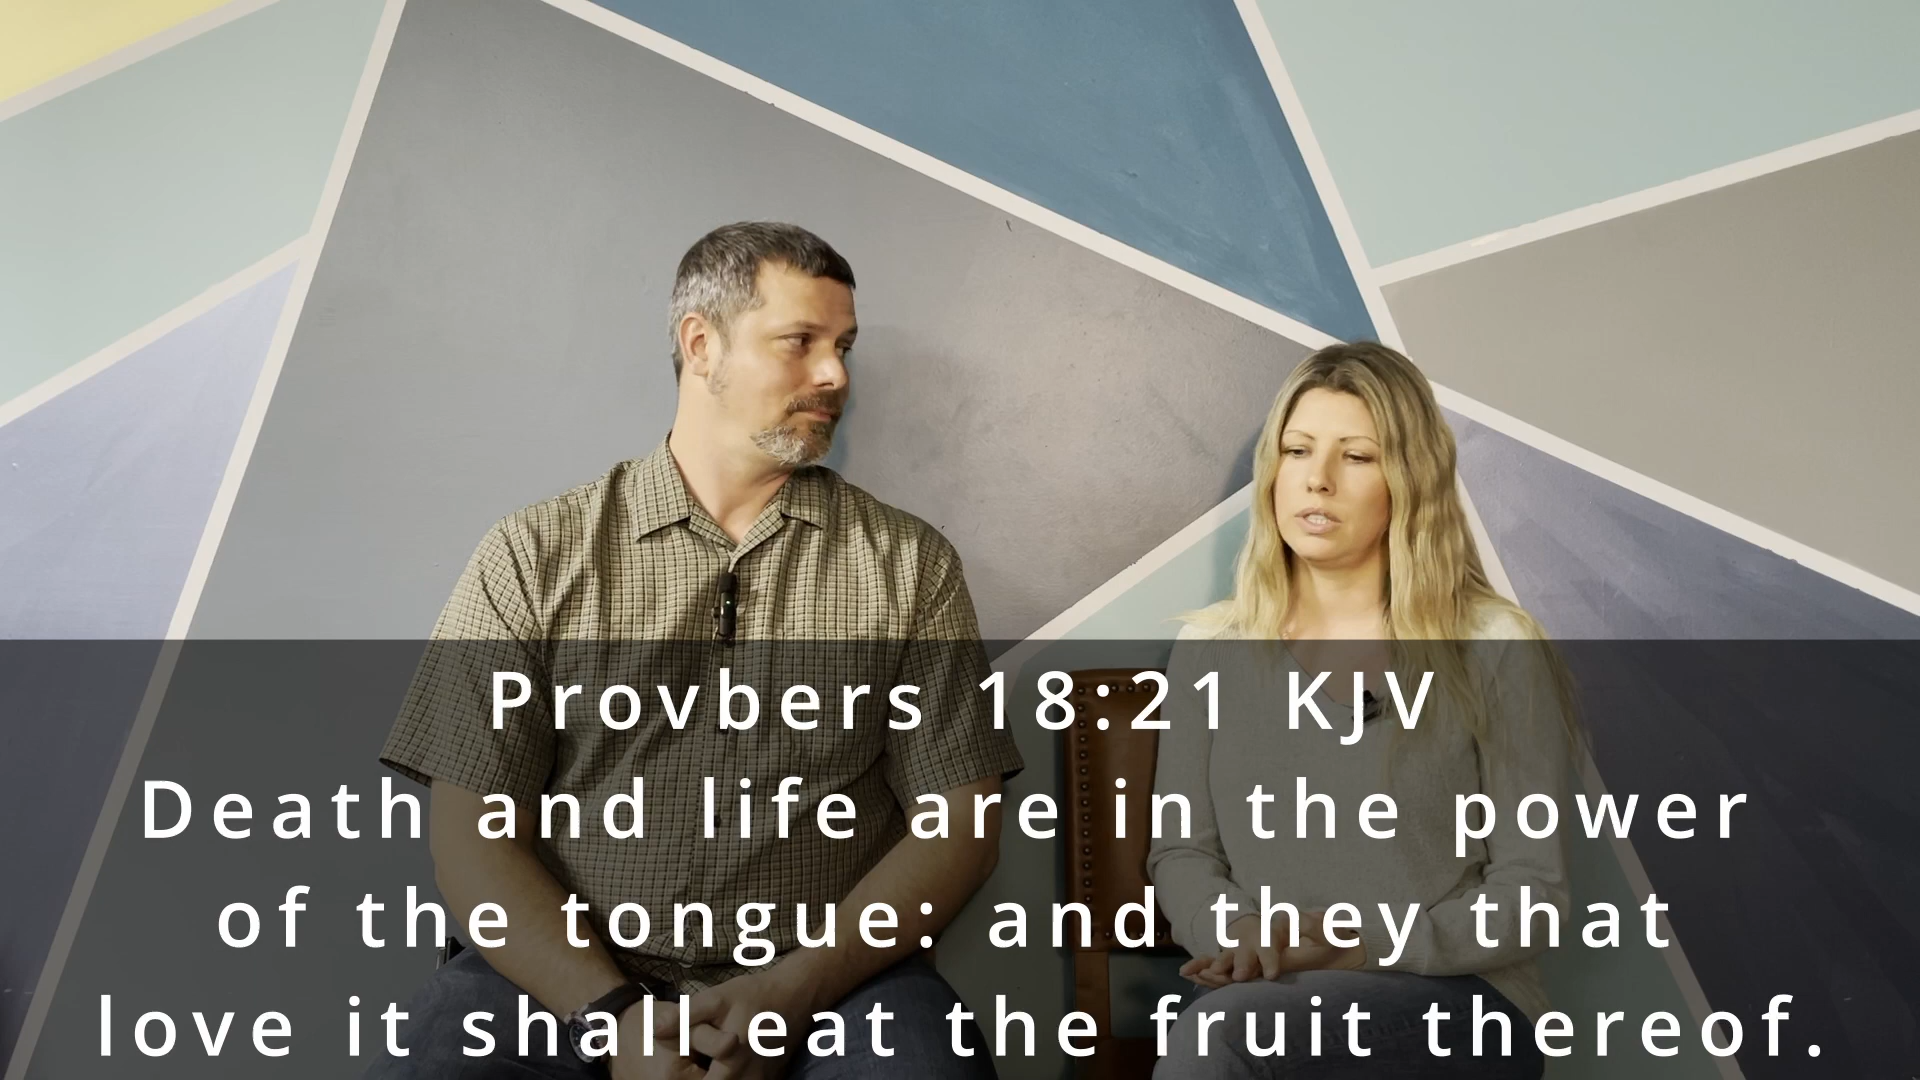 Provbers 18:21 KJV
Death and life are in the power
of the tongue: and they that
love it shall eat the fruit thereof.